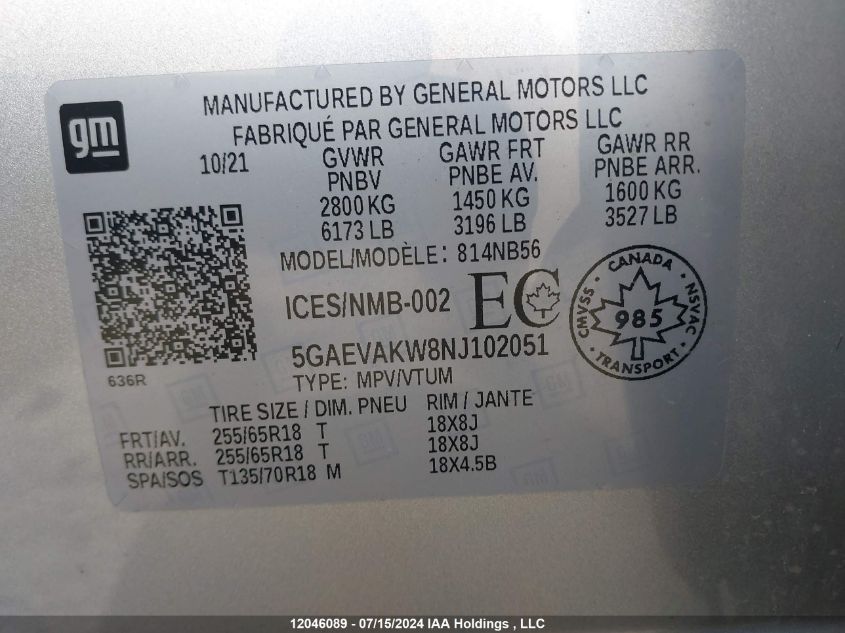 gm
MANUFACTURED BY GENERAL MOTORS LLC
FABRIQUÉ PAR GENERAL MOTORS LLC
10/21 GVWR GAWR FRT GAWR RR
PNBV PNBE AV. PNBE ARR.
2800 KG 1450 KG 1600 KG
6173 LB 3196 LB 3527 LB
MODEL/MODÈLE: 814NB56
ICES/NMB-002 EC
CANADA
CMVSS 985 NSVAC
TRANSPORT
5GAEVAKW8NJ102051
636R
TYPE: MPV/VTUM
TIRE SIZE / DIM. PNEU RIM / JANTE
FRT/AV. 255/65R18 T 18X8J
RR/ARR. 255/65R18 T 18X8J
SPA/SOS T135/70R18 M 18X4.5B
12046089 - 07/15/2024 IAA Holdings , LLC